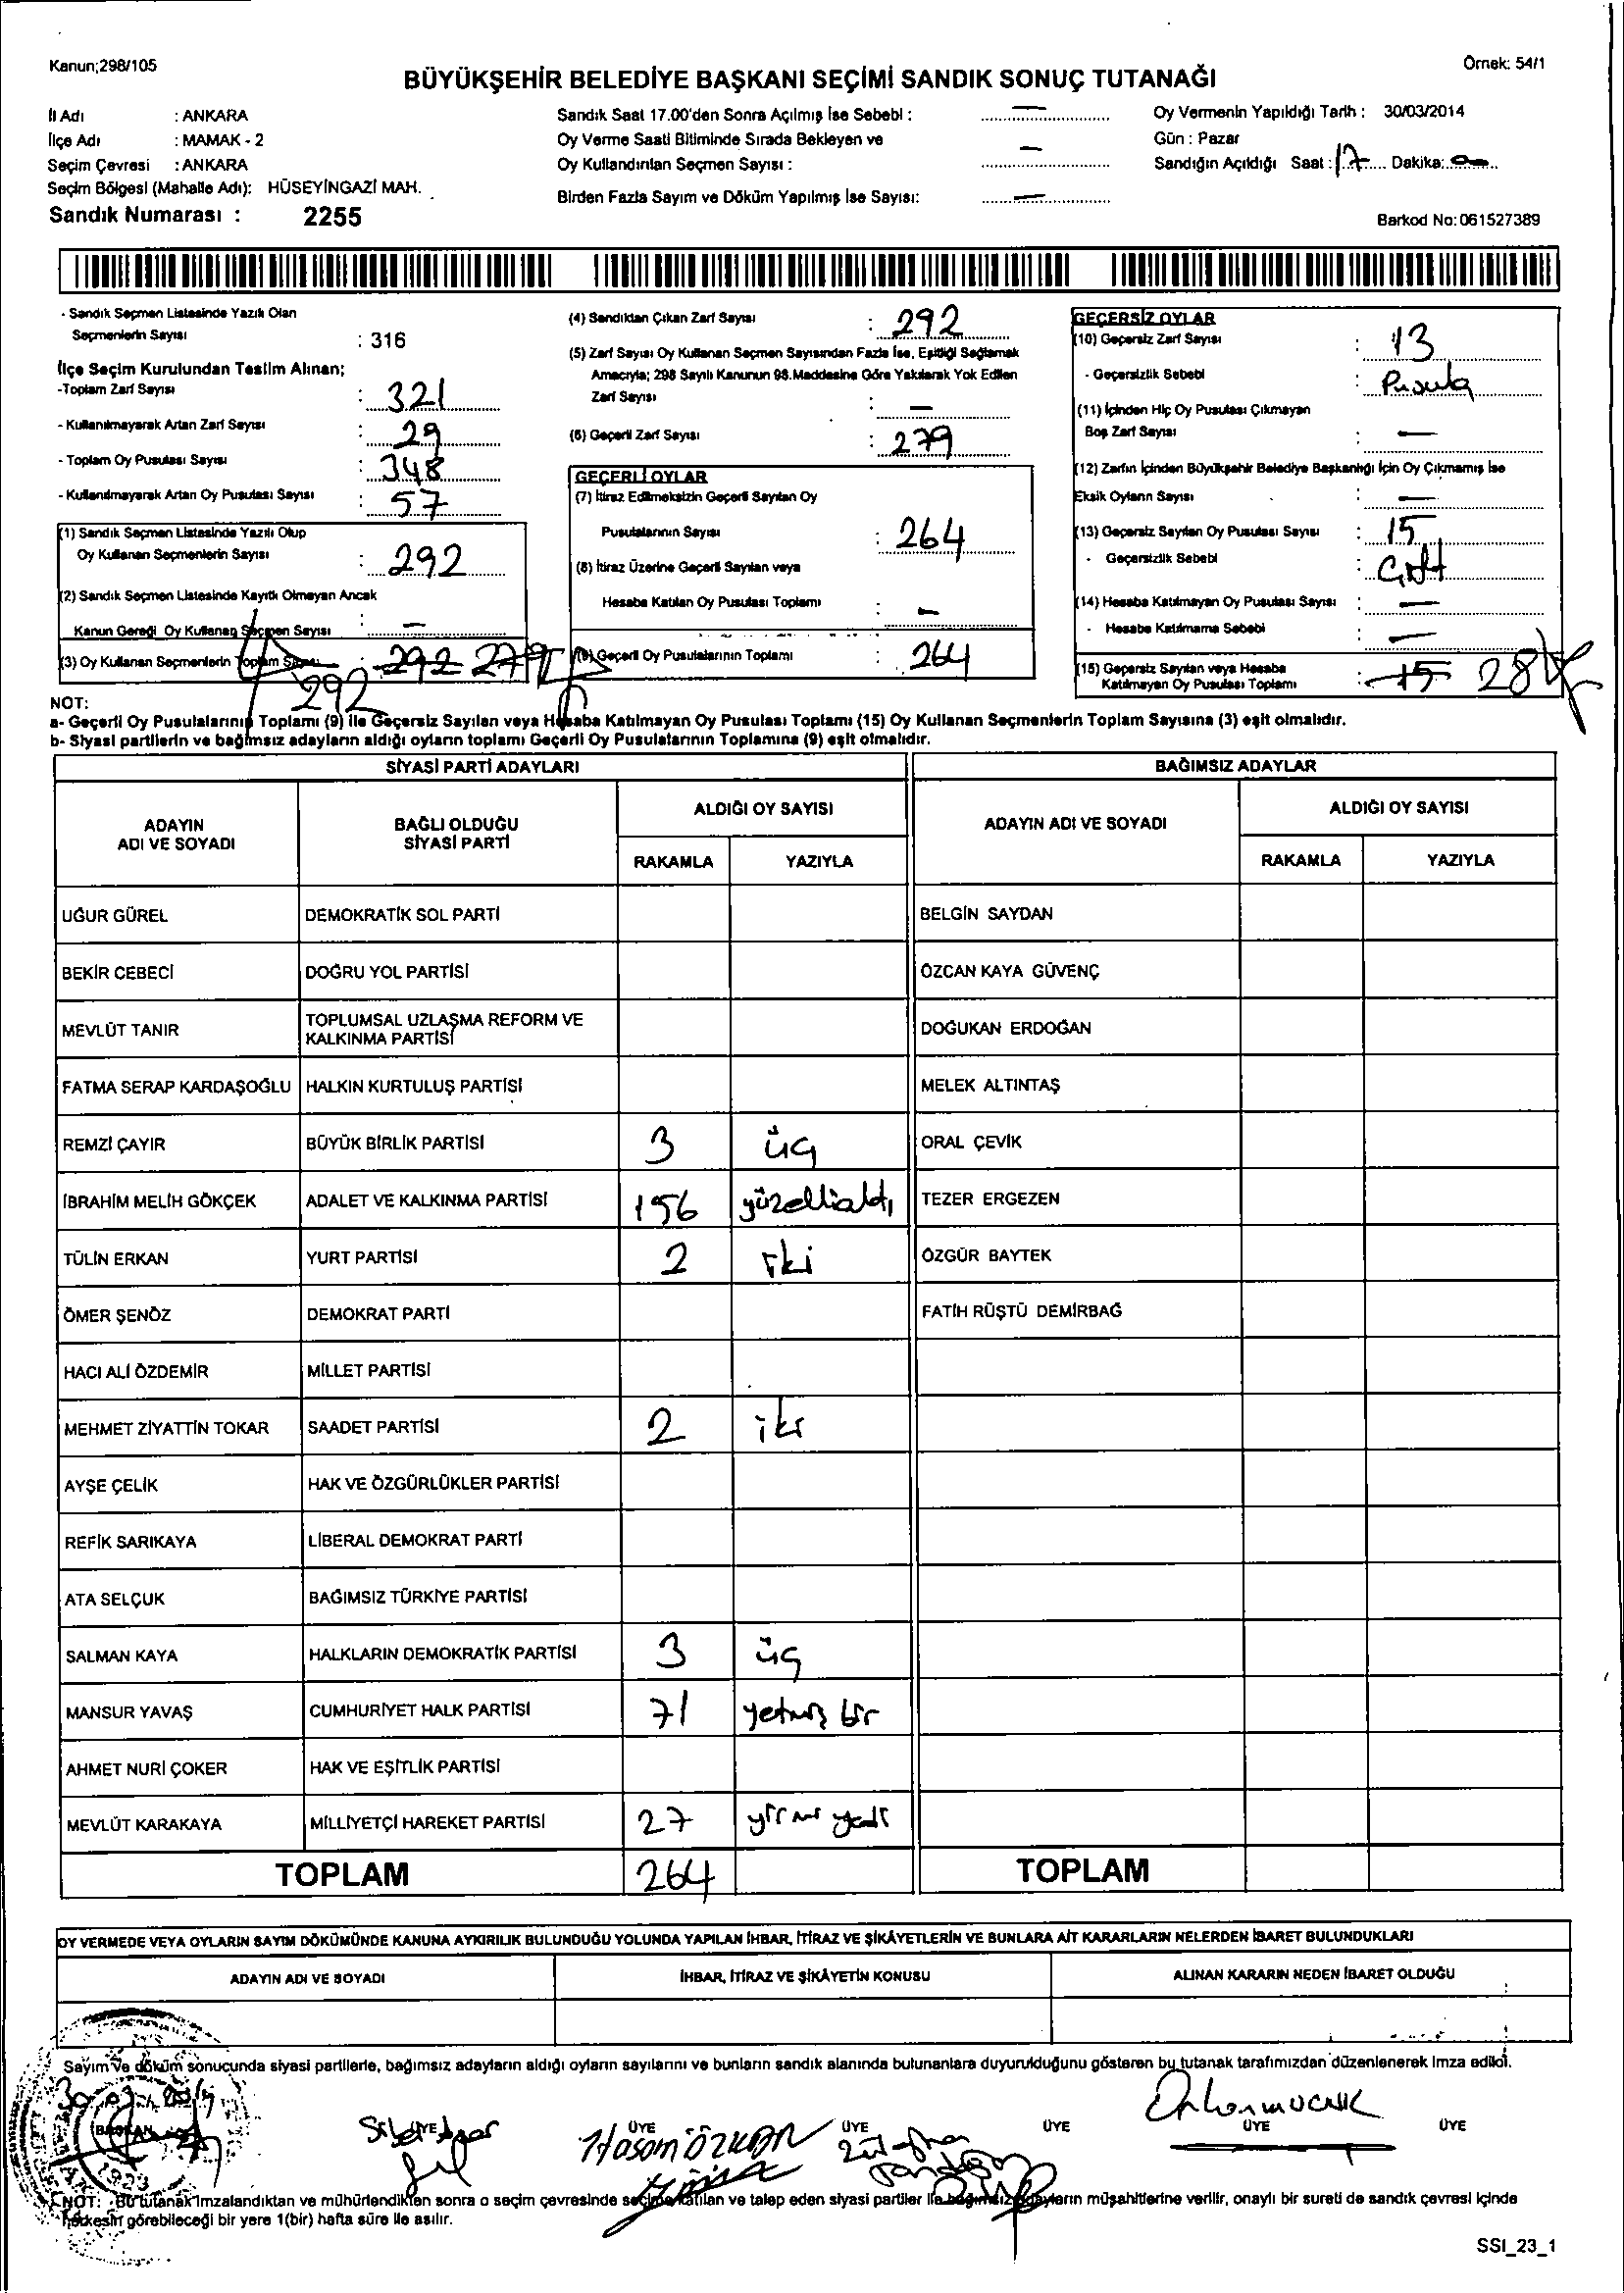 Kanun;298/105
Örnek: 54/1
BÜYÜKŞEHİR BELEDİYE BAŞKANI SEÇİMİ SANDIK SONUÇ TUTANAĞI
İl Adı : ANKARA
İlçe Adı : MAMAK - 2
Seçim Çevresi : ANKARA
Seçim Bölgesi (Mahalle Adı): HÜSEYİNGAZİ MAH.
Sandık Numarası : 2255
Sandık Saat 17.00'den Sonra Açılmış İse Sebebi : —
Oy Verme Saati Bitiminde Sırada Bekleyen ve
Oy Kullandırılan Seçmen Sayısı : —
Birden Fazla Sayım ve Döküm Yapılmış İse Sayısı: —
Oy Vermenin Yapıldığı Tarih : 30/03/2014
Gün : Pazar
Sandığın Açıldığı Saat : 17 Dakika:
Barkod No: 061527389
- Sandık Seçmen Listesinde Yazılı Olan
Seçmenlerin Sayısı : 316
İlçe Seçim Kurulundan Teslim Alınan;
-Toplam Zarf Sayısı : 321
- Kullanılmayarak Artan Zarf Sayısı : 29
- Toplam Oy Pusulası Sayısı : 348
- Kullanılmayarak Artan Oy Pusulası Sayısı : 57
(1) Sandık Seçmen Listesinde Yazılı Olup
Oy Kullanan Seçmenlerin Sayısı : 292
(2) Sandık Seçmen Listesinde Kayıtlı Olmayan Ancak
Kanun Gereği Oy Kullanan Seçmen Sayısı : —
(3) Oy Kullanan Seçmenlerin Toplam Sayısı : 292 279
292
(4) Sandıktan Çıkan Zarf Sayısı : 292
(5) Zarf Sayısı Oy Kullanan Seçmen Sayısından Fazla İse, Eşitliği Sağlamak
Amacıyla; 298 Sayılı Kanunun 98.Maddesine Göre Yakılarak Yok Edilen
Zarf Sayısı : —
(6) Geçerli Zarf Sayısı : 279
GEÇERLİ OYLAR
(7) İtiraz Edilmeksizin Geçerli Sayılan Oy
Pusulalarının Sayısı : 264
(8) İtiraz Üzerine Geçerli Sayılan veya
Hesaba Katılan Oy Pusulası Toplamı : —
(9) Geçerli Oy Pusulalarının Toplamı : 264
GEÇERSİZ OYLAR
(10) Geçersiz Zarf Sayısı : 13
- Geçersizlik Sebebi : Pusula
(11) İçinden Hiç Oy Pusulası Çıkmayan
Boş Zarf Sayısı : —
(12) Zarfın İçinden Büyükşehir Belediye Başkanlığı İçin Oy Çıkmamış İse
Eksik Oyların Sayısı : —
(13) Geçersiz Sayılan Oy Pusulası Sayısı : 15
- Geçersizlik Sebebi : Çift
(14) Hesaba Katılmayan Oy Pusulası Sayısı : —
- Hesaba Katılmama Sebebi : —
(15) Geçersiz Sayılan veya Hesaba
Katılmayan Oy Pusulası Toplamı : 15 28
NOT:
a- Geçerli Oy Pusulalarının Toplamı (9) ile Geçersiz Sayılan veya Hesaba Katılmayan Oy Pusulası Toplamı (15) Oy Kullanan Seçmenlerin Toplam Sayısına (3) eşit olmalıdır.
b- Siyasi partilerin ve bağımsız adayların aldığı oyların toplamı Geçerli Oy Pusulalarının Toplamına (9) eşit olmalıdır.
SİYASİ PARTİ ADAYLARI BAĞIMSIZ ADAYLAR
ADAYIN ADI VE SOYADI BAĞLI OLDUĞU SİYASİ PARTİ ALDIĞI OY SAYISI ADAYIN ADI VE SOYADI ALDIĞI OY SAYISI
RAKAMLA YAZIYLA RAKAMLA YAZIYLA
UĞUR GÜREL DEMOKRATİK SOL PARTİ BELGİN SAYDAN
BEKİR CEBECİ DOĞRU YOL PARTİSİ ÖZCAN KAYA GÜVENÇ
MEVLÜT TANIR TOPLUMSAL UZLAŞMA REFORM VE KALKINMA PARTİSİ DOĞUKAN ERDOĞAN
FATMA SERAP KARDAŞOĞLU HALKIN KURTULUŞ PARTİSİ MELEK ALTINTAŞ
REMZİ ÇAYIR BÜYÜK BİRLİK PARTİSİ 3 üç ORAL ÇEVİK
İBRAHİM MELİH GÖKÇEK ADALET VE KALKINMA PARTİSİ 156 yüzellialtı TEZER ERGEZEN
TÜLİN ERKAN YURT PARTİSİ 2 iki ÖZGÜR BAYTEK
ÖMER ŞENÖZ DEMOKRAT PARTİ FATİH RÜŞTÜ DEMİRBAĞ
HACI ALİ ÖZDEMİR MİLLET PARTİSİ
MEHMET ZİYATTİN TOKAR SAADET PARTİSİ 2 iki
AYŞE ÇELİK HAK VE ÖZGÜRLÜKLER PARTİSİ
REFİK SARIKAYA LİBERAL DEMOKRAT PARTİ
ATA SELÇUK BAĞIMSIZ TÜRKİYE PARTİSİ
SALMAN KAYA HALKLARIN DEMOKRATİK PARTİSİ 3 üç
MANSUR YAVAŞ CUMHURİYET HALK PARTİSİ 71 yetmiş bir
AHMET NURİ ÇOKER HAK VE EŞİTLİK PARTİSİ
MEVLÜT KARAKAYA MİLLİYETÇİ HAREKET PARTİSİ 27 yirmi yedi
TOPLAM 264 TOPLAM
OY VERMEDE VEYA OYLARIN SAYIM DÖKÜMÜNDE KANUNA AYKIRILIK BULUNDUĞU YOLUNDA YAPILAN İHBAR, İTİRAZ VE ŞİKÂYETLERİN VE BUNLARA AİT KARARLARIN NELERDEN İBARET BULUNDUKLARI
ADAYIN ADI VE SOYADI İHBAR, İTİRAZ VE ŞİKÂYETİN KONUSU ALINAN KARARIN NEDEN İBARET OLDUĞU
Sayım ve döküm sonucunda siyasi partilerle, bağımsız adayların aldığı oyların sayılarını ve bunların sandık alanında bulunanlara duyurulduğunu gösteren bu tutanak tarafımızdan düzenlenerek imza edildi.
30.03.2014
BAŞKAN ÜYE ÜYE ÜYE ÜYE ÜYE ÜYE
Hasan ÖZKAN
NOT: Bu tutanak imzalandıktan ve mühürlendikten sonra o seçim çevresinde seçime katılan ve talep eden siyasi partiler ile bağımsız adayların müşahitlerine verilir, onaylı bir sureti de sandık çevresi içinde
herkesin görebileceği bir yere 1(bir) hafta süre ile asılır.
SSI_23_1